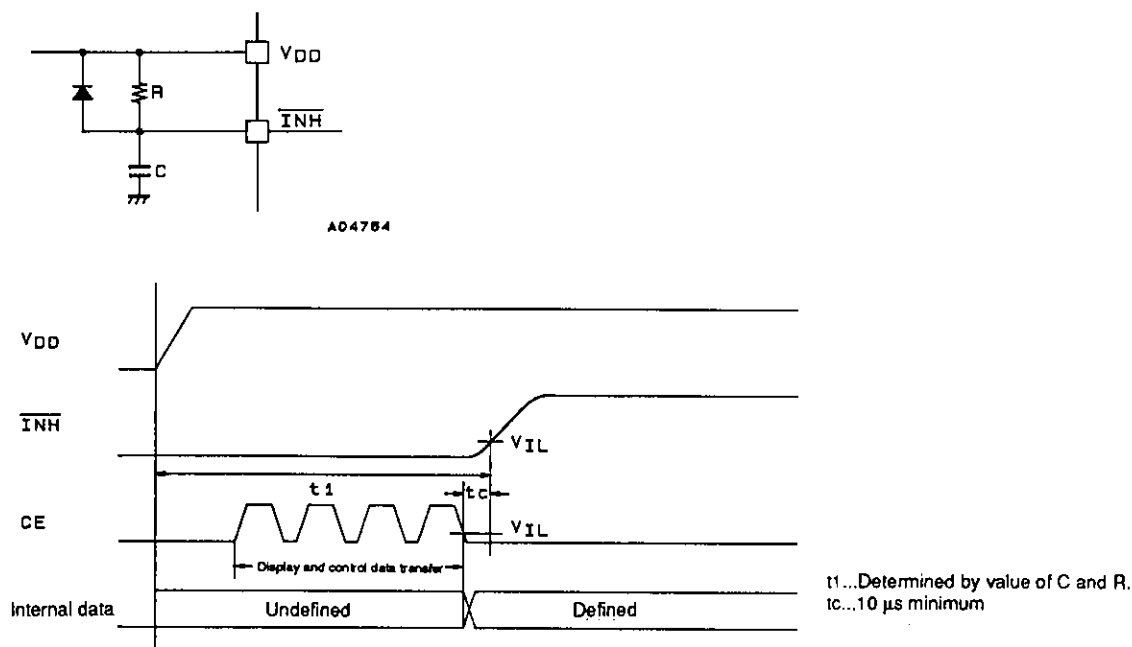 VDD
R
INH
C
A04764
VDD
INH
VIL
t1
tc
CE
VIL
Display and control data transfer
Internal data
Undefined
Defined
t1...Determined by value of C and R.
tc...10 μs minimum